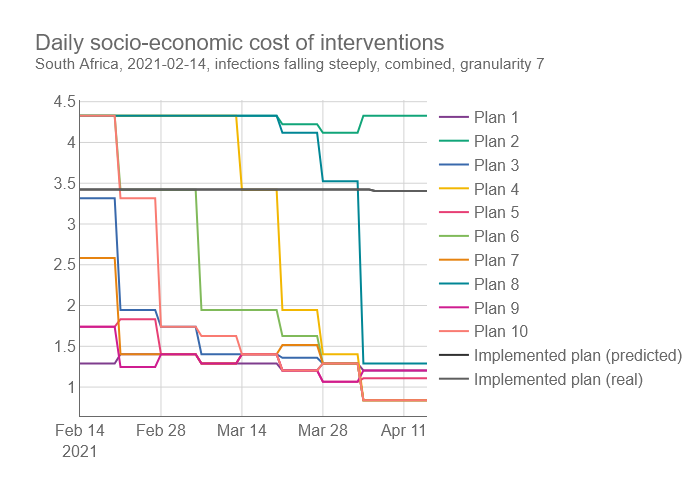 Daily socio-economic cost of interventions
South Africa, 2021-02-14, infections falling steeply, combined, granularity 7
4.5
4
3.5
3
2.5
2
1.5
1
Feb 14
2021
Feb 28
Mar 14
Mar 28
Apr 11
Plan 1
Plan 2
Plan 3
Plan 4
Plan 5
Plan 6
Plan 7
Plan 8
Plan 9
Plan 10
Implemented plan (predicted)
Implemented plan (real)